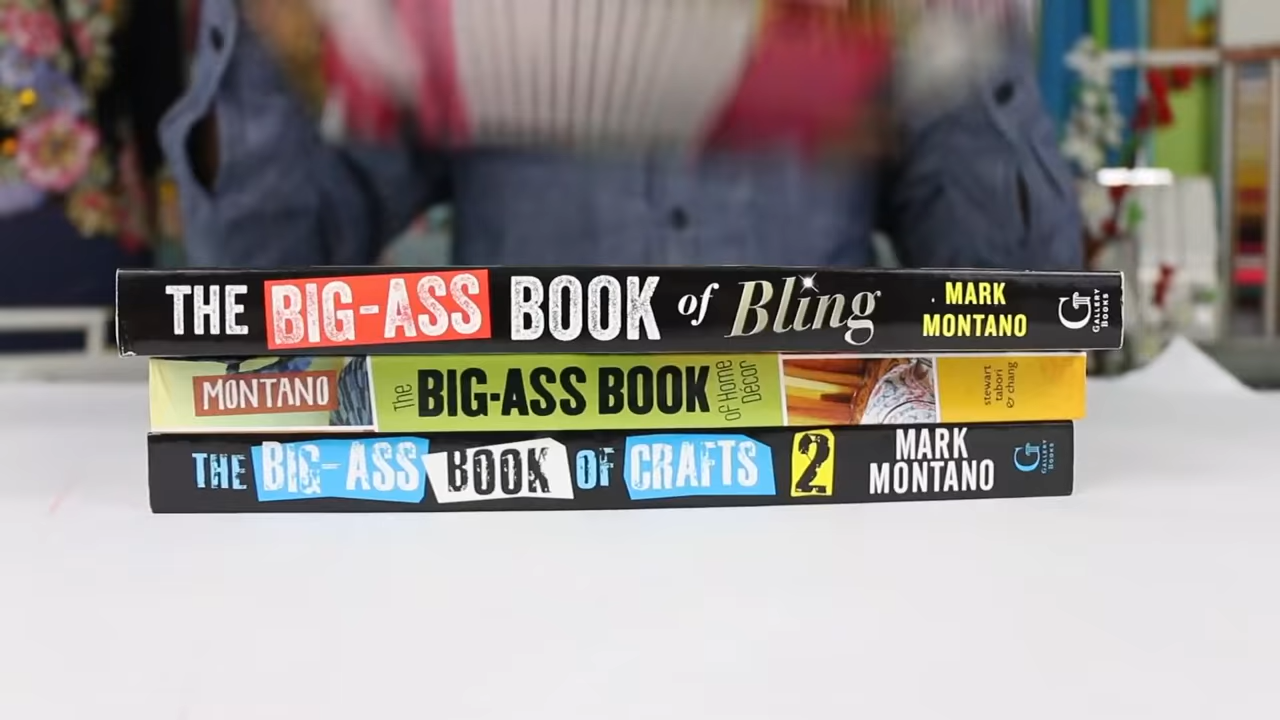 THE BIG-ASS BOOK of Bling MARK MONTANO G GALLERY BOOKS
MONTANO The BIG-ASS BOOK of Home Decor stewart tabori & chang
THE BIG-ASS BOOK OF CRAFTS 2 MARK MONTANO G GALLERY BOOKS